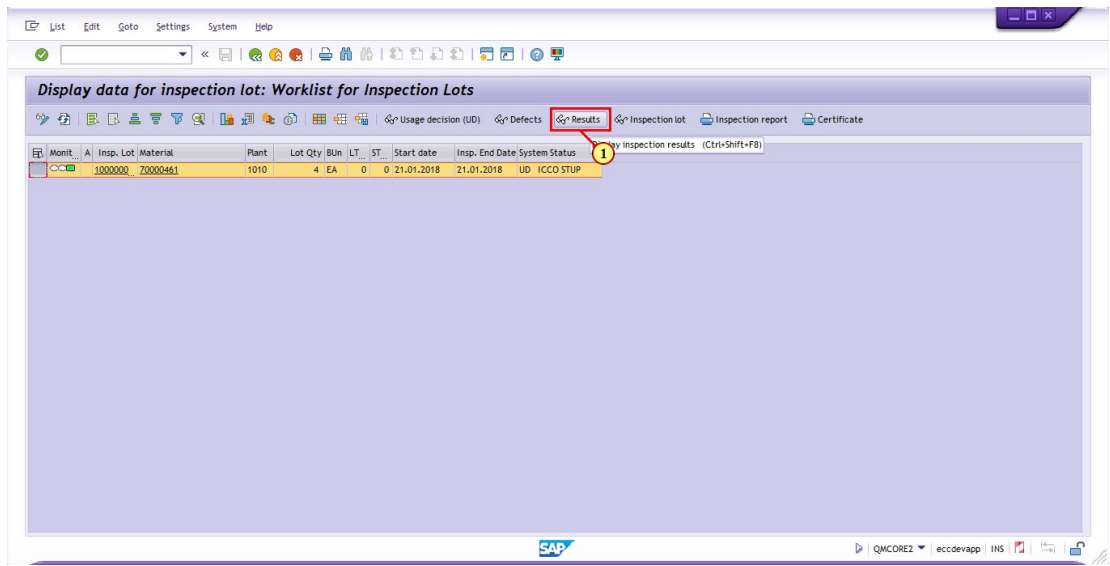 List Edit Goto Settings System Help
Display data for inspection lot: Worklist for Inspection Lots
Usage decision (UD) Defects Results Inspection lot Inspection report Certificate
lay inspection results (Ctrl+Shift+F8)
1
Monit... A Insp. Lot Material Plant Lot Qty BUn LT... ST... Start date Insp. End Date System Status
1000000... 70000461 1010 4 EA 0 0 21.01.2018 21.01.2018 UD ICCO STUP
SAP
QMCORE2 eccdevapp INS